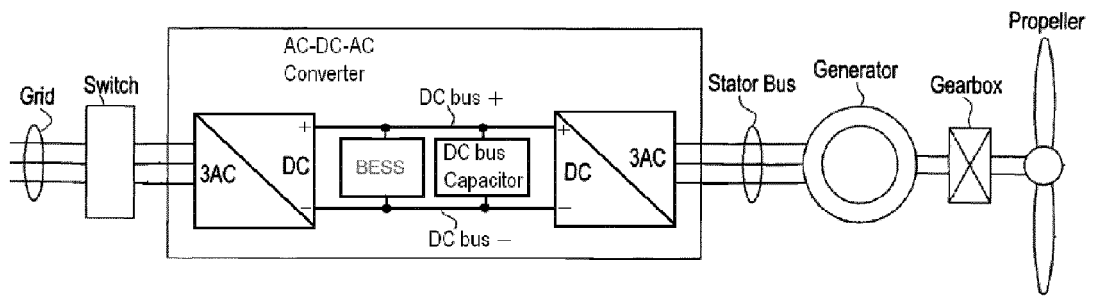 Propeller
AC-DC-AC
Converter
Generator
Switch
Stator Bus
Gearbox
Grid
DC bus +
+
+
3AC
DC
BESS
DC bus
Capacitor
DC
3AC
−
−
DC bus −